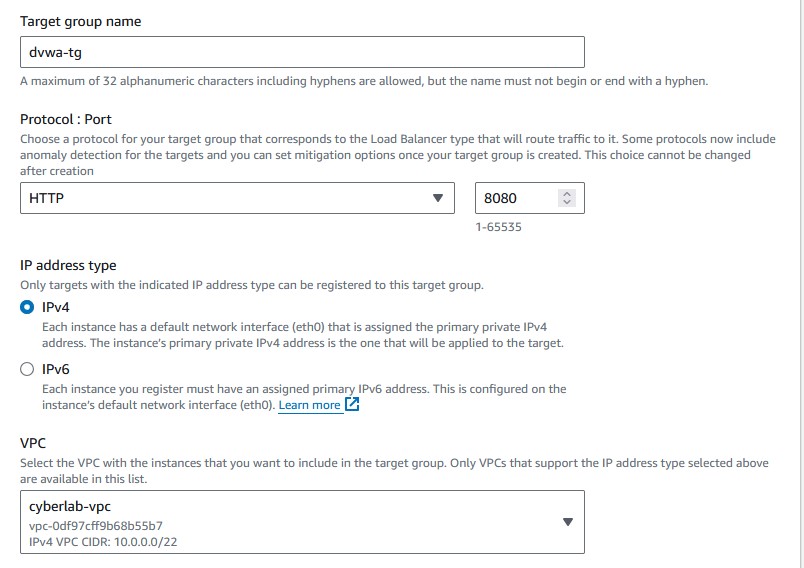 Target group name
dvwa-tg
A maximum of 32 alphanumeric characters including hyphens are allowed, but the name must not begin or end with a hyphen.
Protocol : Port
Choose a protocol for your target group that corresponds to the Load Balancer type that will route traffic to it. Some protocols now include
anomaly detection for the targets and you can set mitigation options once your target group is created. This choice cannot be changed
after creation
HTTP
8080
1-65535
IP address type
Only targets with the indicated IP address type can be registered to this target group.
IPv4
Each instance has a default network interface (eth0) that is assigned the primary private IPv4
address. The instance's primary private IPv4 address is the one that will be applied to the target.
IPv6
Each instance you register must have an assigned primary IPv6 address. This is configured on the
instance's default network interface (eth0). Learn more
VPC
Select the VPC with the instances that you want to include in the target group. Only VPCs that support the IP address type selected above
are available in this list.
cyberlab-vpc
vpc-0df97cff9b68b55b7
IPv4 VPC CIDR: 10.0.0.0/22